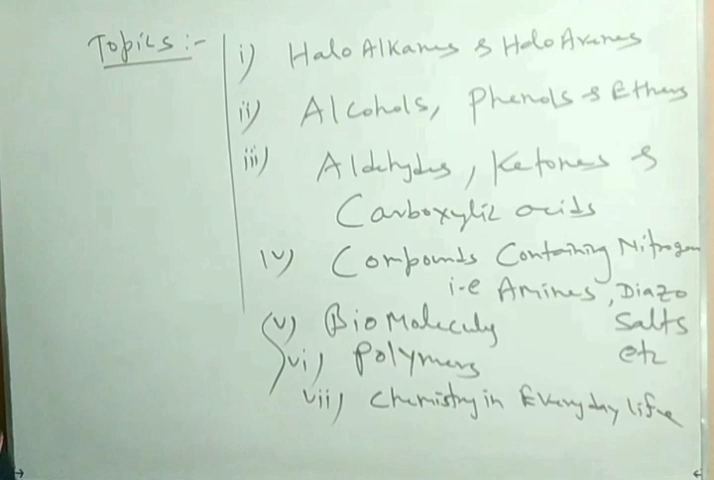 Topics :-
i) Halo Alkanes & Halo Arenes
ii) Alcohols, Phenols & Ethers
iii) Aldehydes, Ketones &
Carboxylic acids
iv) Compounds Containing Nitrogen
i-e Amines, Diazo
Salts
etc
v) Bio Molecules
vi) Polymers
vii) Chemistry in Everyday life